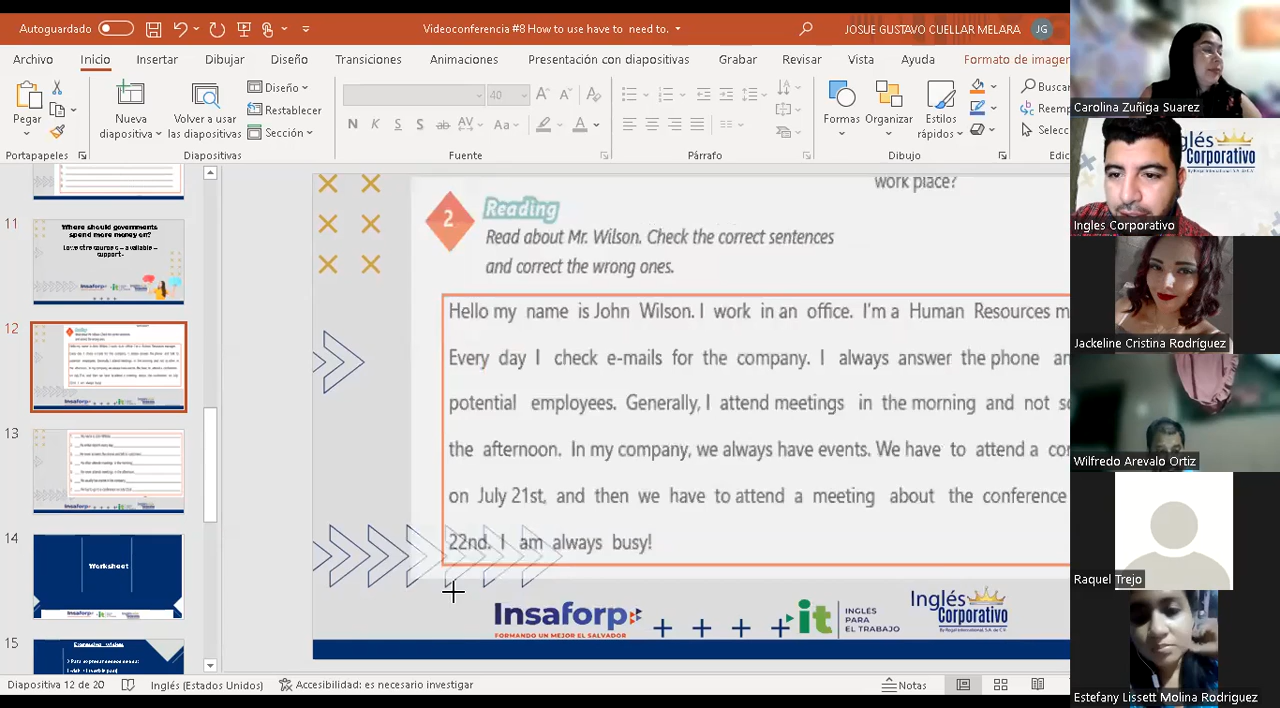 Autoguardado
Videoconferencia #8 How to use have to need to.
JOSUE GUSTAVO CUELLAR MELARA
JG
Archivo Inicio Insertar Dibujar Diseño Transiciones Animaciones Presentación con diapositivas Grabar Revisar Vista Ayuda Formato de imagen
Pegar
Nueva diapositiva
Volver a usar las diapositivas
Diseño
Restablecer
Sección
40
N K S S ab Aa A
Formas Organizar Estilos rápidos
Portapapeles Diapositivas Fuente Párrafo Dibujo
11
Where should governments
spend more money on?
support-
12
13
14
Worksheet
15
work place?
2
Reading
Read about Mr. Wilson. Check the correct sentences
and correct the wrong ones.
Hello my name is John Wilson. I work in an office. I'm a Human Resources m
Every day I check e-mails for the company. I always answer the phone an
potential employees. Generally, I attend meetings in the morning and not so
the afternoon. In my company, we always have events. We have to attend a co
on July 21st, and then we have to attend a meeting about the conference
22nd. I am always busy!
Insaforp
FORMANDO UN MEJOR EL SALVADOR
it
INGLÉS
PARA
EL TRABAJO
Inglés
Corporativo
Diapositiva 12 de 20
Inglés (Estados Unidos)
Accesibilidad: es necesario investigar
Notas
Carolina Zuñiga Suarez
Inglés
Corporativo
Ingles Corporativo
Jackeline Cristina Rodríguez
Wilfredo Arevalo Ortiz
Raquel Trejo
Estefany Lissett Molina Rodriguez